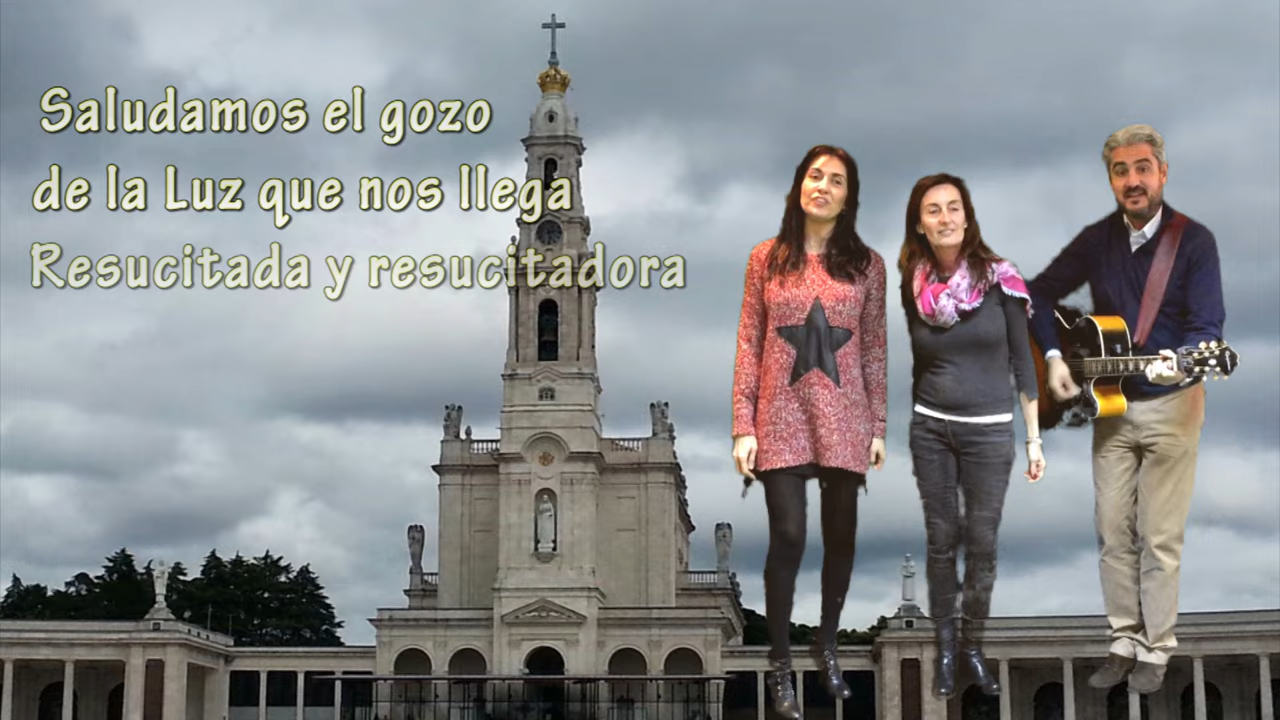 Saludamos el gozo
de la Luz que nos llega
Resucitada y resucitadora